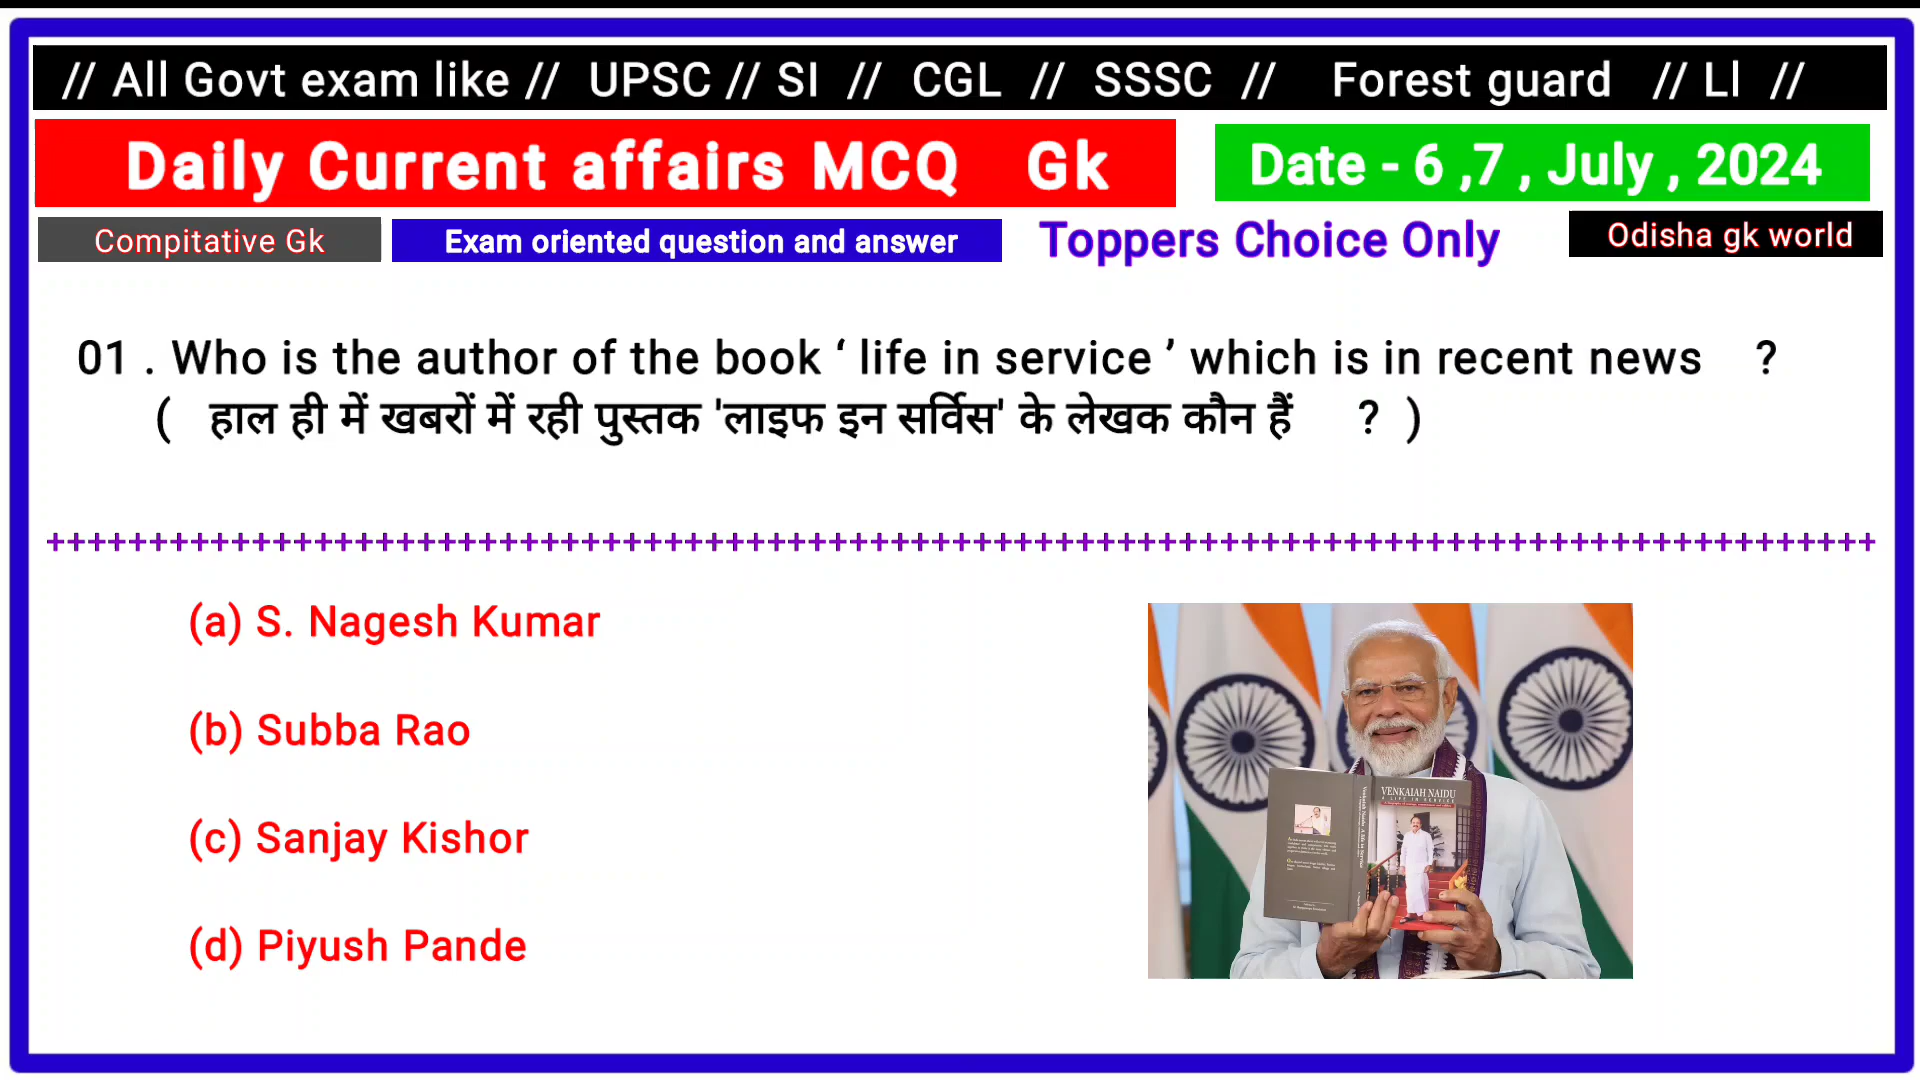 // All Govt exam like // UPSC // SI // CGL // SSSC // Forest guard // Ll //
Daily Current affairs MCQ Gk
Date - 6 ,7 , July , 2024
Compitative Gk
Exam oriented question and answer
Toppers Choice Only
Odisha gk world
01 . Who is the author of the book ‘ life in service ’ which is in recent news ?
( हाल ही में खबरों में रही पुस्तक 'लाइफ इन सर्विस' के लेखक कौन हैं ? )
+++++++++++++++++++++++++++++++++++++++++++++++++++++++++++++++++++++++++++++++++++++++++
(a) S. Nagesh Kumar
(b) Subba Rao
(c) Sanjay Kishor
(d) Piyush Pande
VENKAIAH NAIDU
A LIFE IN SERVICE